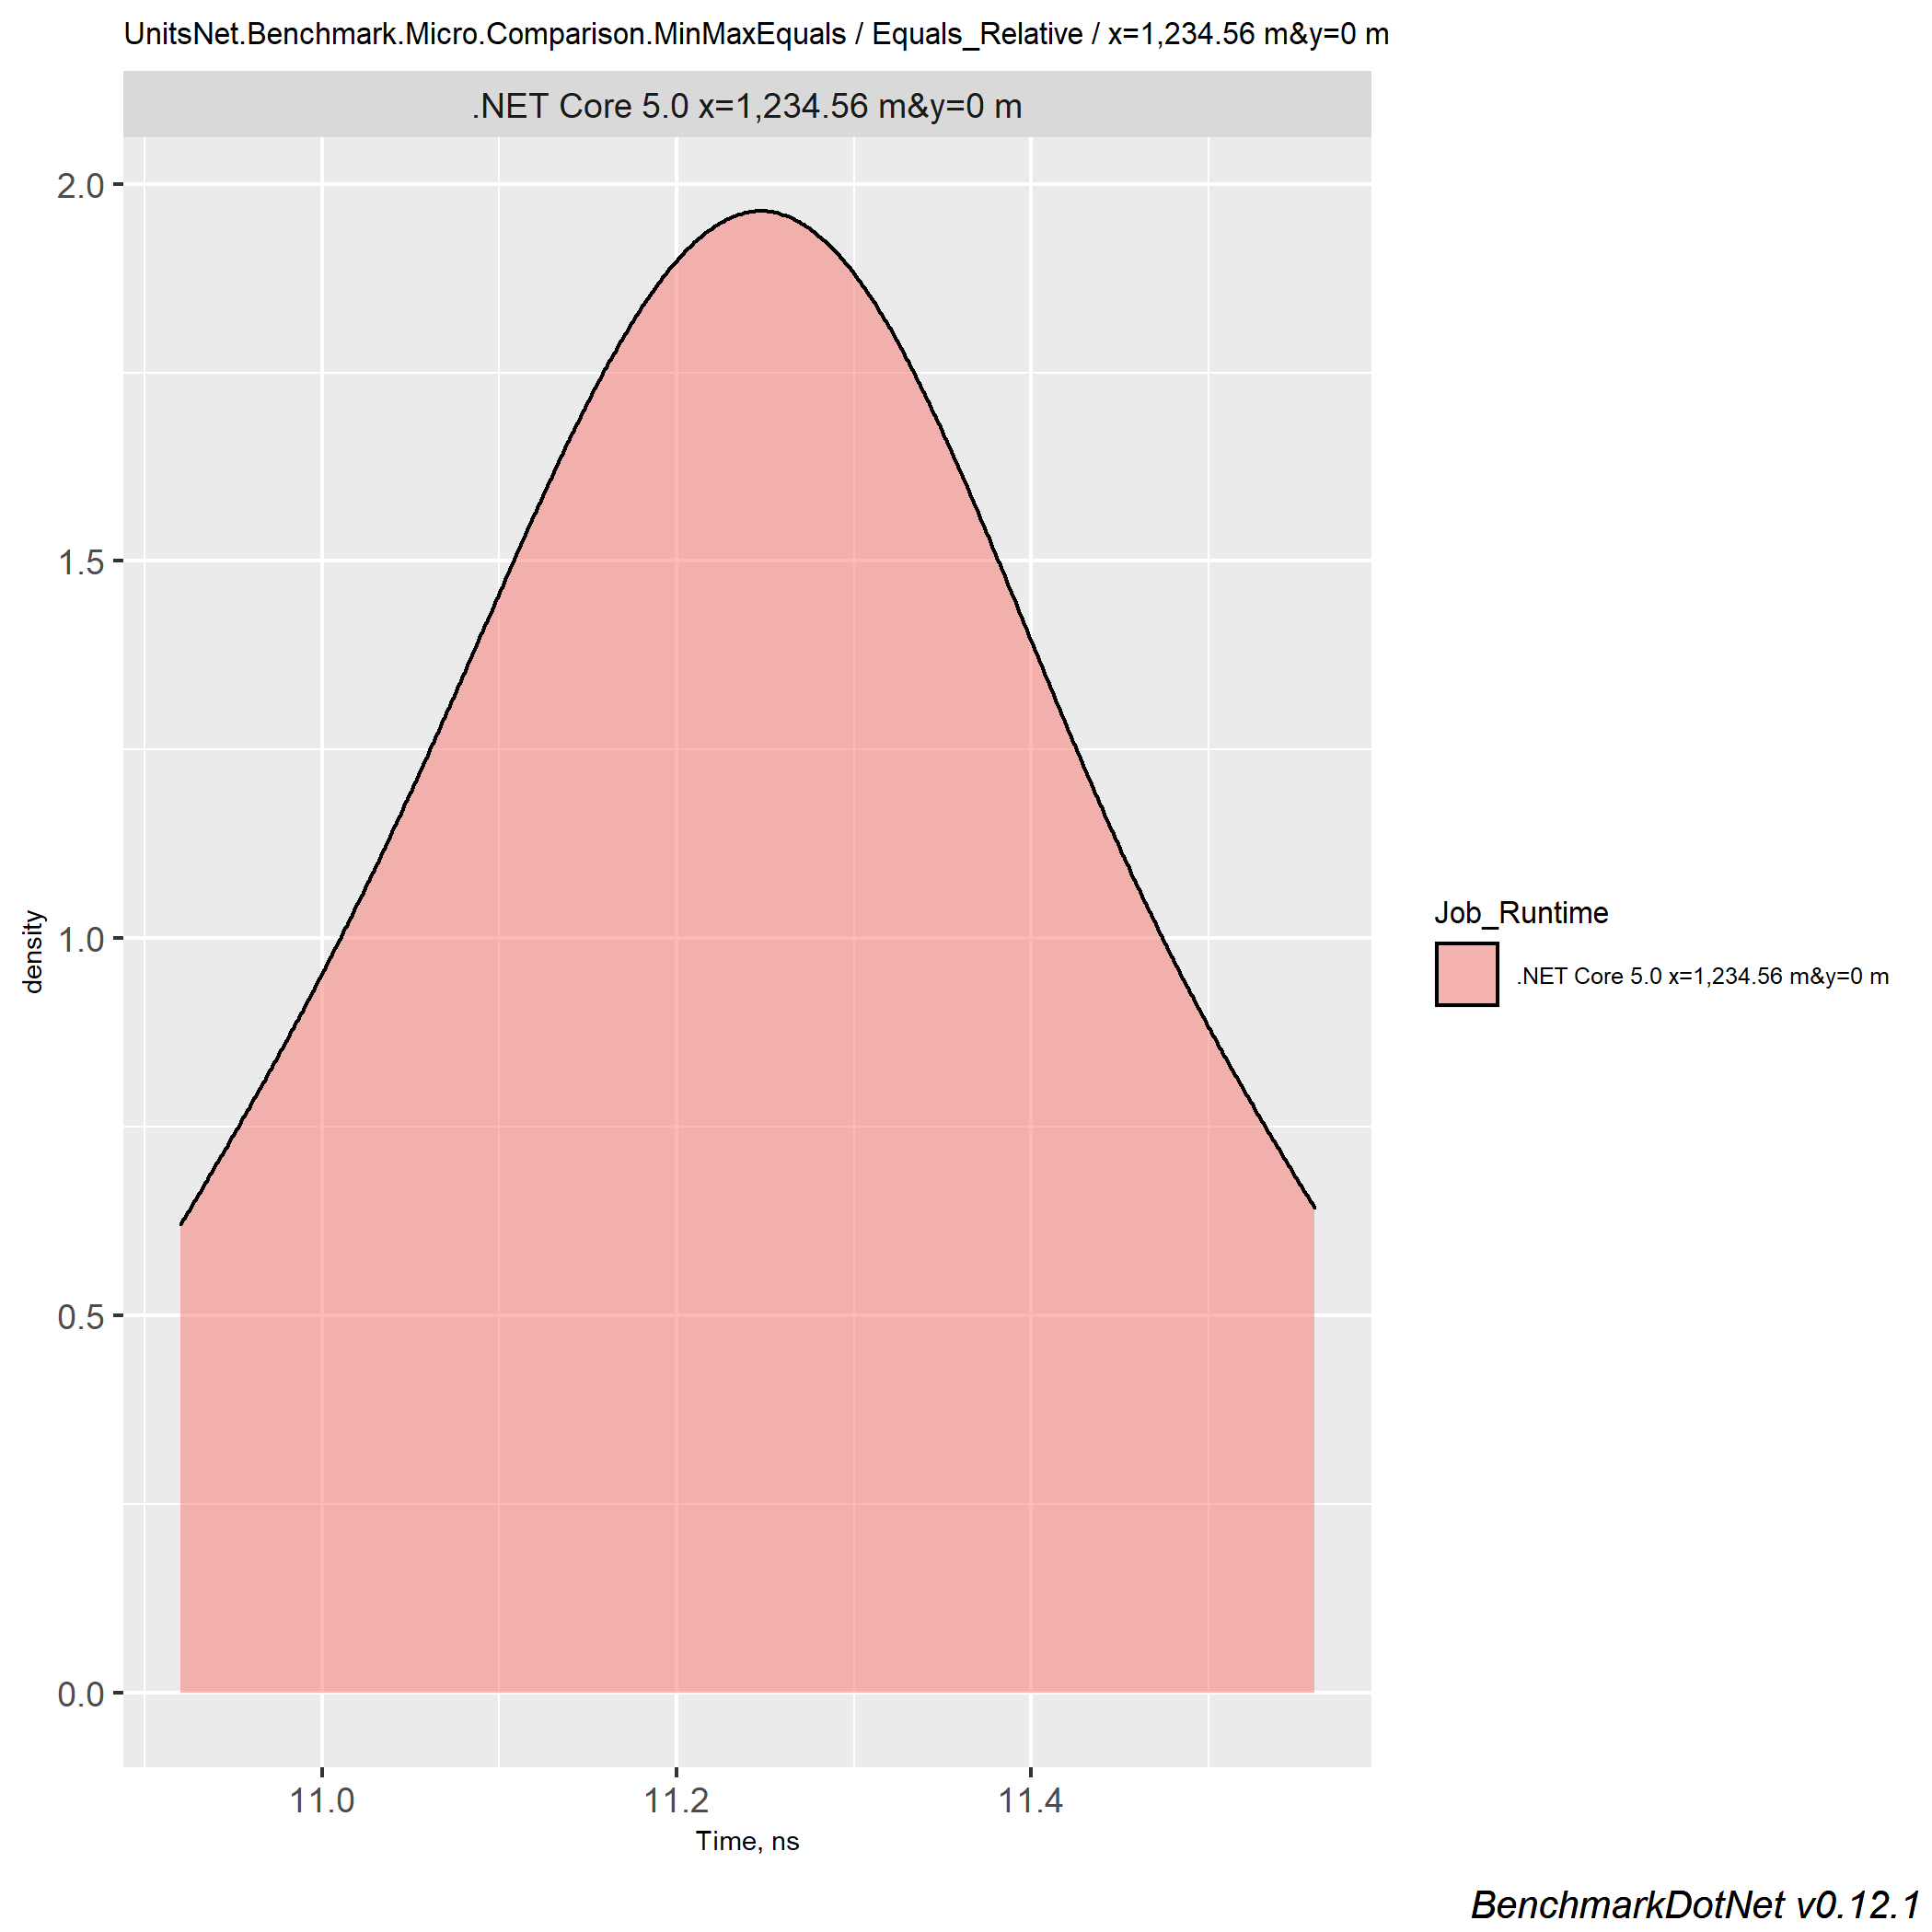 UnitsNet.Benchmark.Micro.Comparison.MinMaxEquals / Equals_Relative / x=1,234.56 m&y=0 m
.NET Core 5.0 x=1,234.56 m&y=0 m
2.0
1.5
1.0
0.5
0.0
density
11.0 11.2 11.4
Time, ns
Job_Runtime
.NET Core 5.0 x=1,234.56 m&y=0 m
BenchmarkDotNet v0.12.1